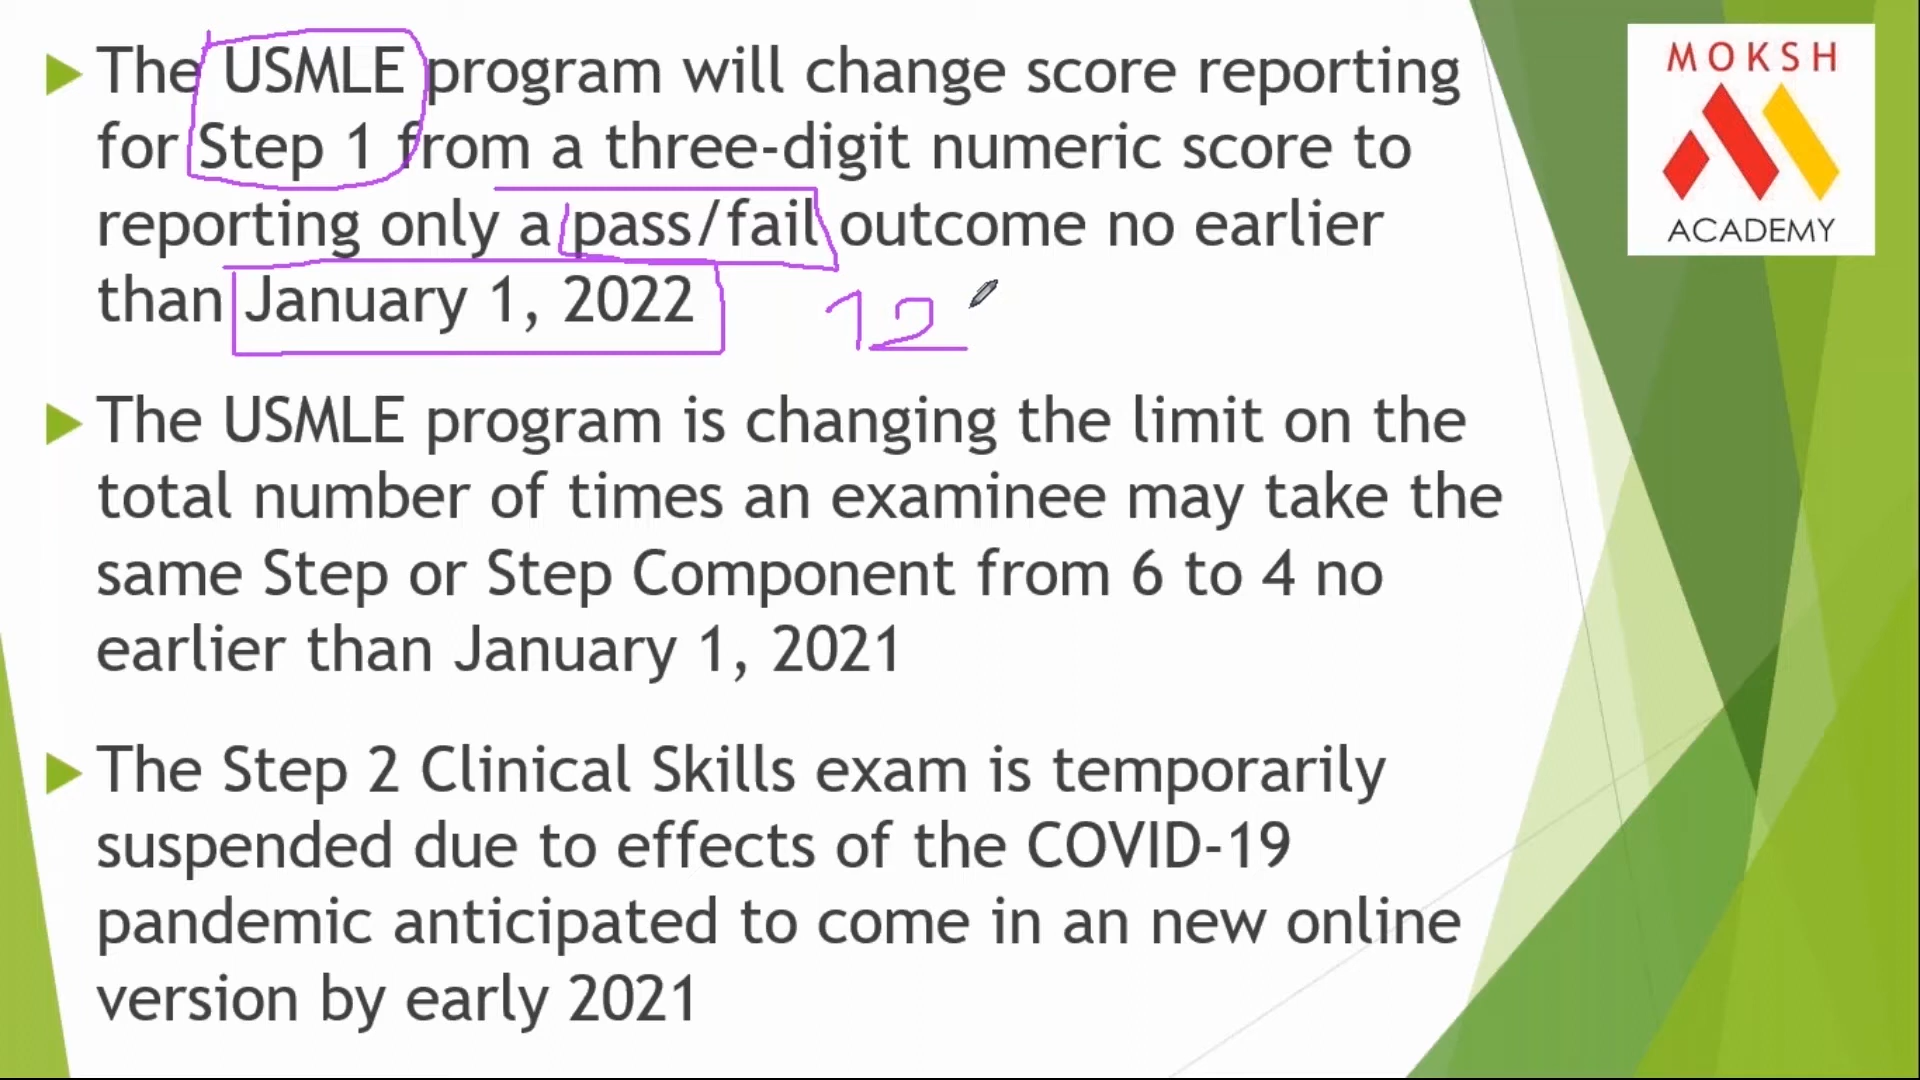 The USMLE program will change score reporting
for Step 1 from a three-digit numeric score to
reporting only a pass/fail outcome no earlier
than January 1, 2022
12
The USMLE program is changing the limit on the
total number of times an examinee may take the
same Step or Step Component from 6 to 4 no
earlier than January 1, 2021
The Step 2 Clinical Skills exam is temporarily
suspended due to effects of the COVID-19
pandemic anticipated to come in an new online
version by early 2021
MOKSH
ACADEMY